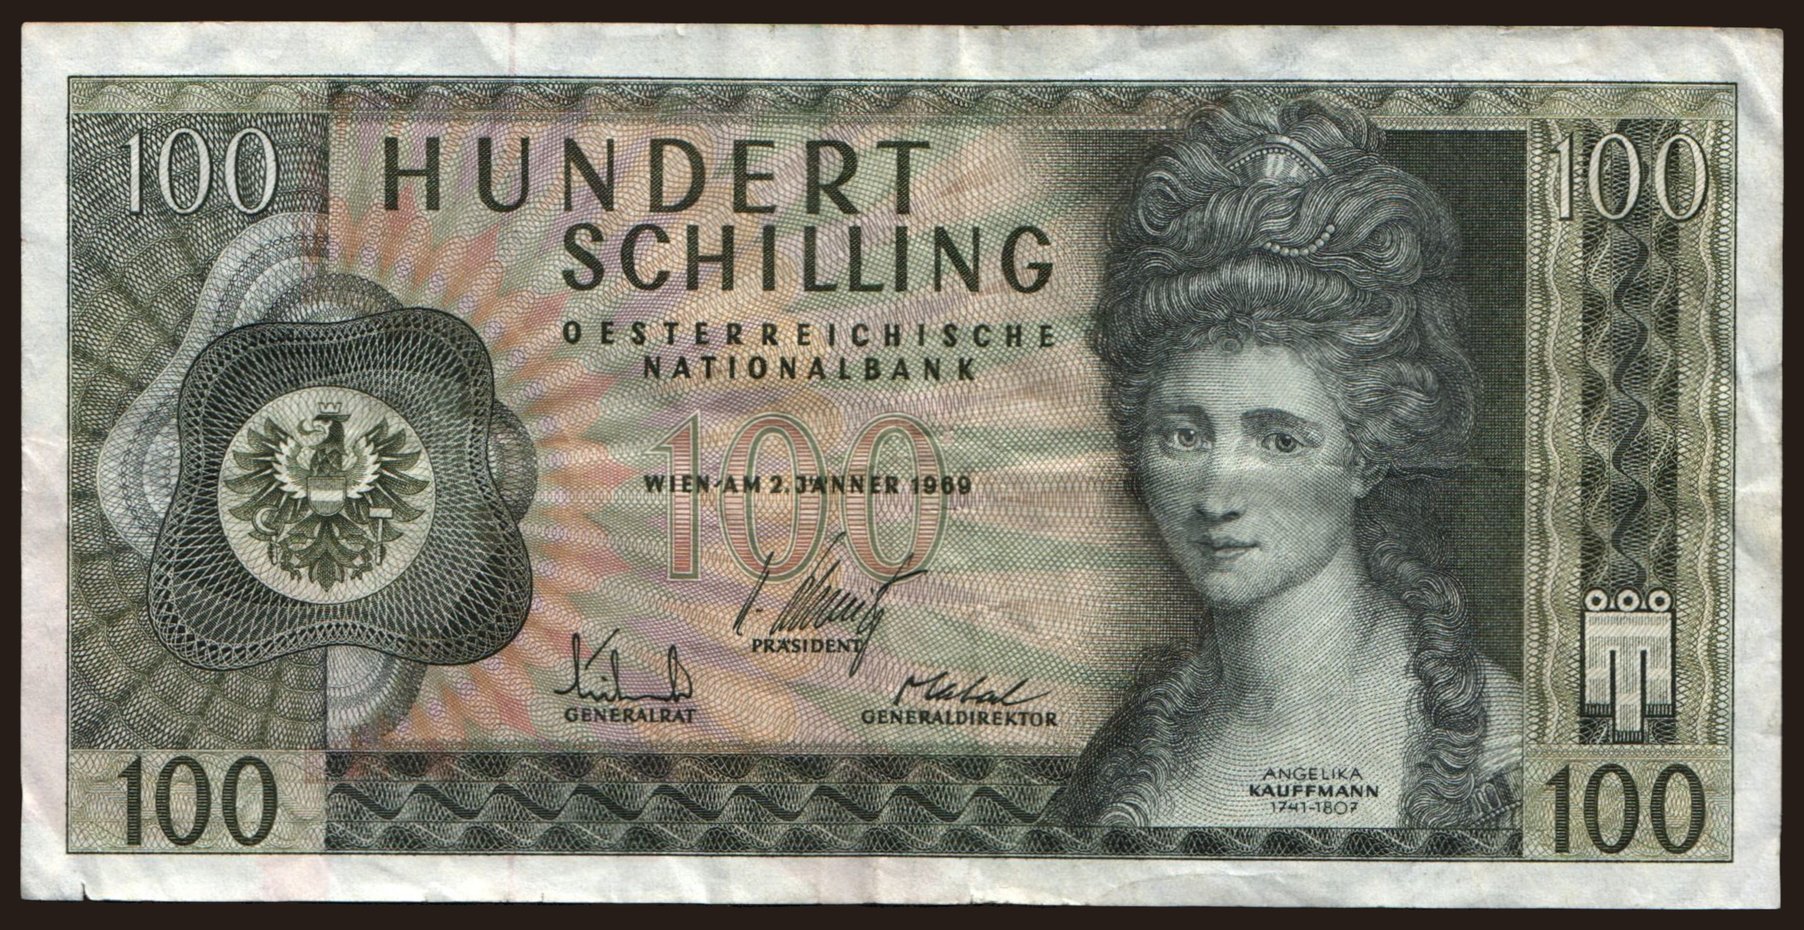 100
HUNDERT
SCHILLING
100
OESTERREICHISCHE
NATIONALBANK
100
WIEN·AM 2. JÄNNER 1969
PRÄSIDENT
GENERALRAT
GENERALDIREKTOR
ANGELIKA
KAUFFMANN
1741-1807
100
100